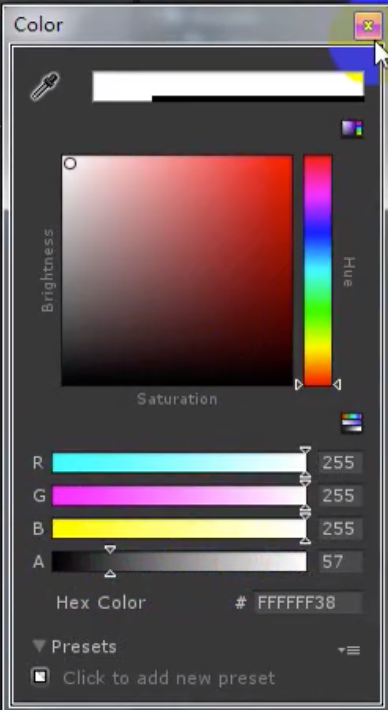 Color
Brightness
Hue
Saturation
R 255
G 255
B 255
A 57
Hex Color # FFFFFF38
Presets
Click to add new preset